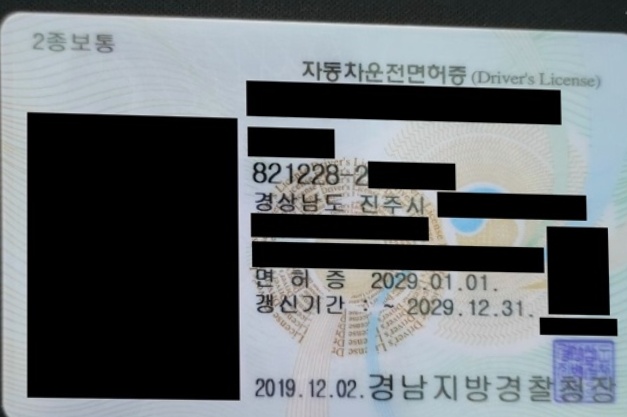 2종보통
자동차운전면허증 (Driver's License)
821228-2
경상남도 진주시
면 허 증 2029.01.01.
갱신기간 : ~ 2029.12.31.
2019.12.02. 경남지방경찰청장